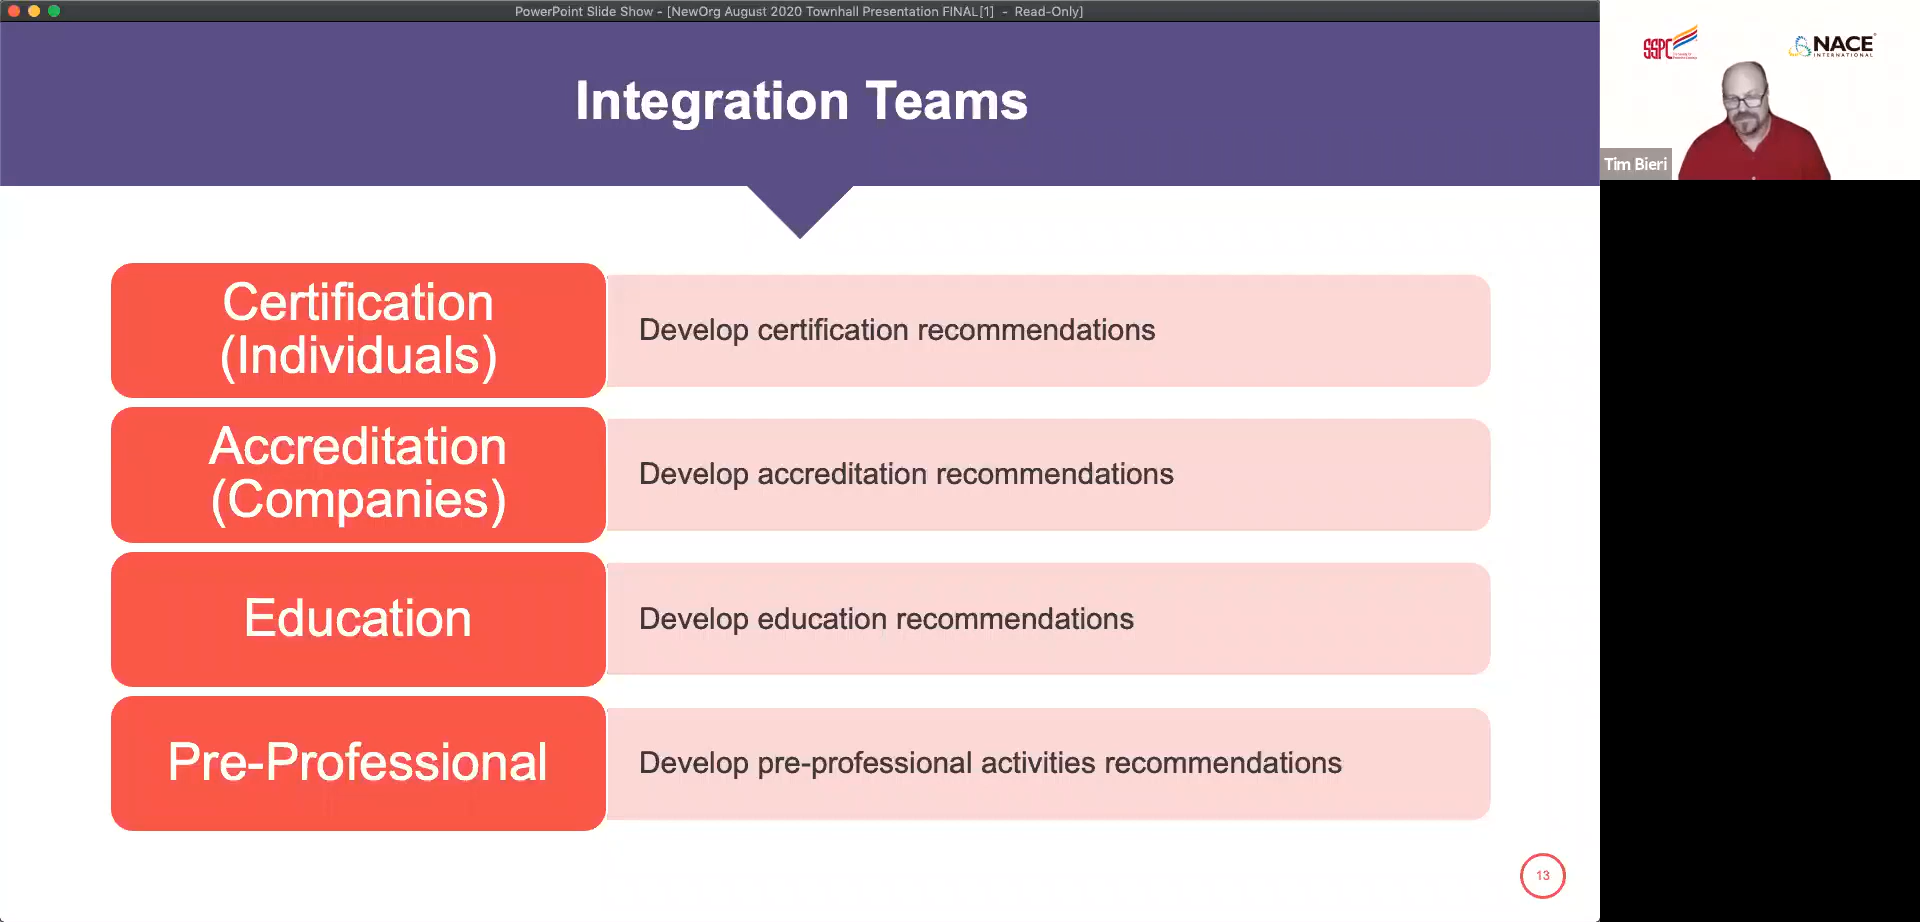 PowerPoint Slide Show - [NewOrg August 2020 Townhall Presentation FINAL[1] - Read-Only]
Integration Teams
Certification
(Individuals)
Develop certification recommendations
Accreditation
(Companies)
Develop accreditation recommendations
Education
Develop education recommendations
Pre-Professional
Develop pre-professional activities recommendations
13
SSPC
NACE
INTERNATIONAL
Tim Bieri